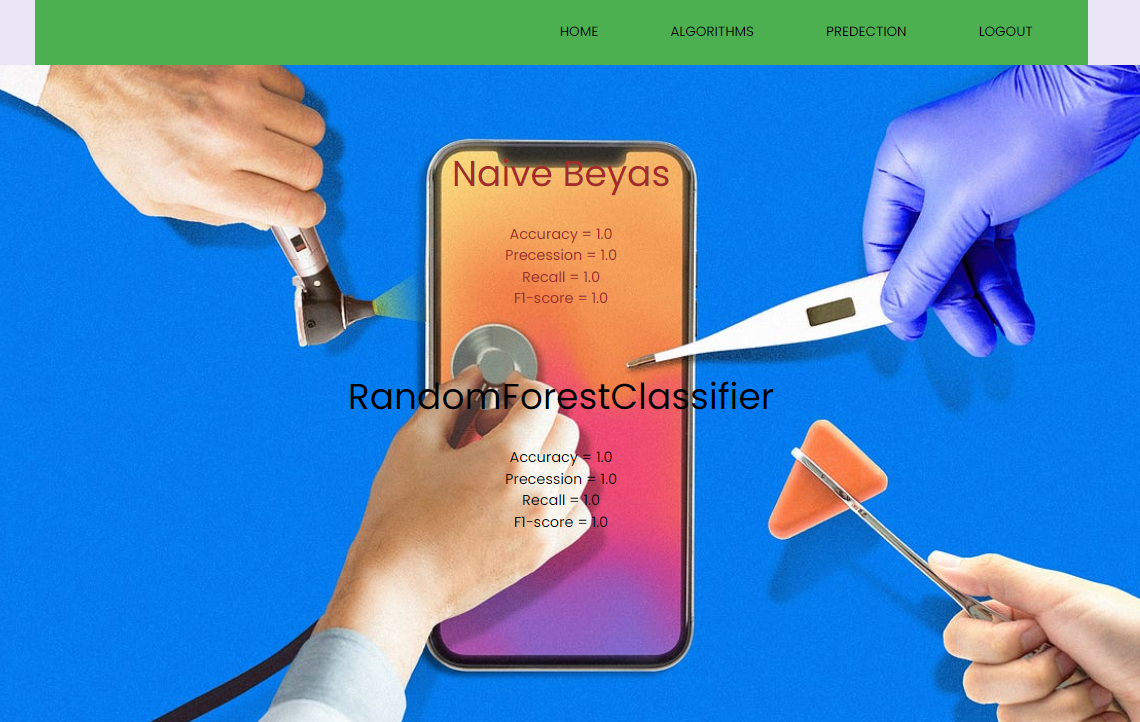 HOME ALGORITHMS PREDECTION LOGOUT
Naive Beyas
Accuracy = 1.0
Precession = 1.0
Recall = 1.0
F1-score = 1.0
RandomForestClassifier
Accuracy = 1.0
Precession = 1.0
Recall = 1.0
F1-score = 1.0